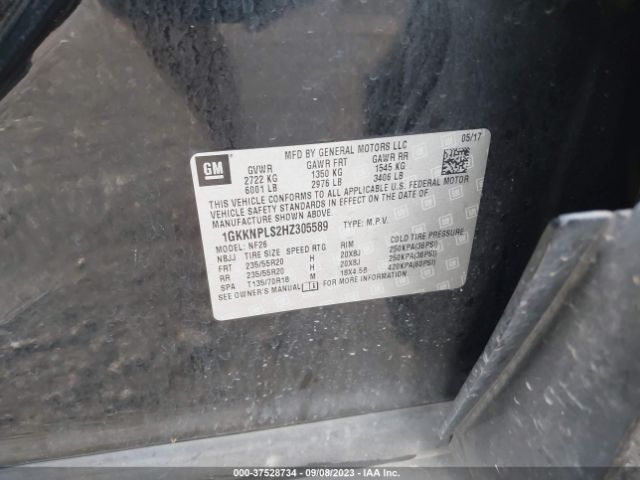 GM
MFD BY GENERAL MOTORS LLC
05/17
GVWR GAWR FRT GAWR RR
2722 KG 1350 KG 1545 KG
6001 LB 2976 LB 3406 LB
THIS VEHICLE CONFORMS TO ALL APPLICABLE U.S. FEDERAL MOTOR
VEHICLE SAFETY STANDARDS IN EFFECT ON THE DATE OF
MANUFACTURE SHOWN ABOVE.
1GKKNPLS2HZ305589 TYPE: M.P.V.
MODEL: NF26
NBJJ TIRE SIZE SPEED RTG RIM COLD TIRE PRESSURE
FRT 235/55R20 H 20X8J 250KPA(36PSI)
RR 235/55R20 H 20X8J 250KPA(36PSI)
SPA T135/70R18 M 18X4.5B 420KPA(60PSI)
SEE OWNER'S MANUAL FOR MORE INFORMATION.
000-37528734 - 09/08/2023 - Copart: IAA